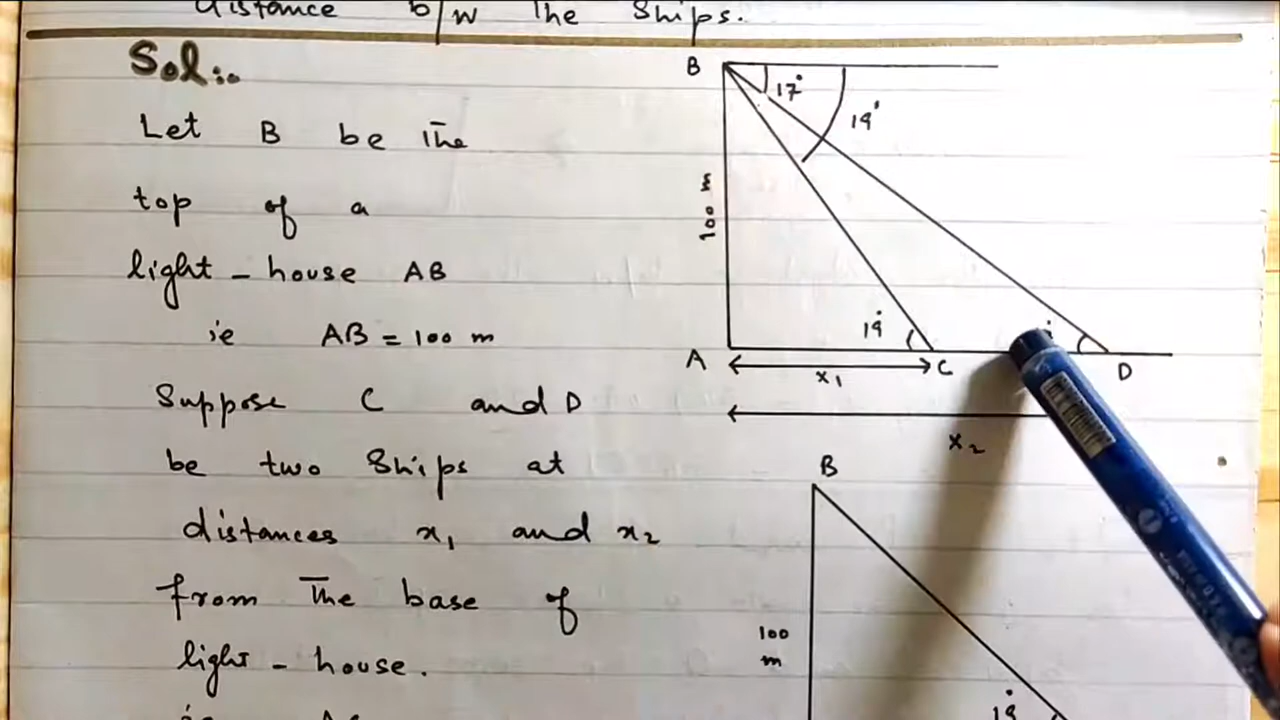 distance b/w The Ships.
Sol:.
Let B be The
top of a
light-house AB
ie AB = 100 m
Suppose C and D
be two Ships at
distances x₁ and x₂
from The base of
light-house.
B
17°
19°
100 m
19°
A
x₁
C
D
x₂
B
100
m
19°